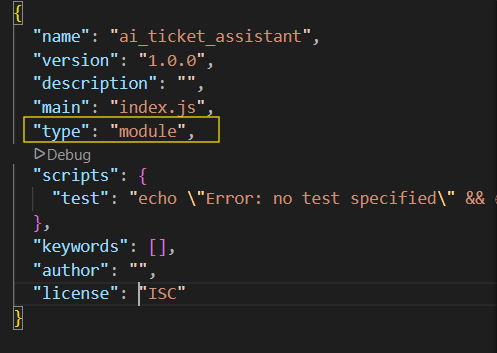 {
"name": "ai_ticket_assistant",
"version": "1.0.0",
"description": "",
"main": "index.js",
"type": "module",
Debug
"scripts": {
"test": "echo \"Error: no test specified\" &&
},
"keywords": [],
"author": "",
"license": "ISC"
}